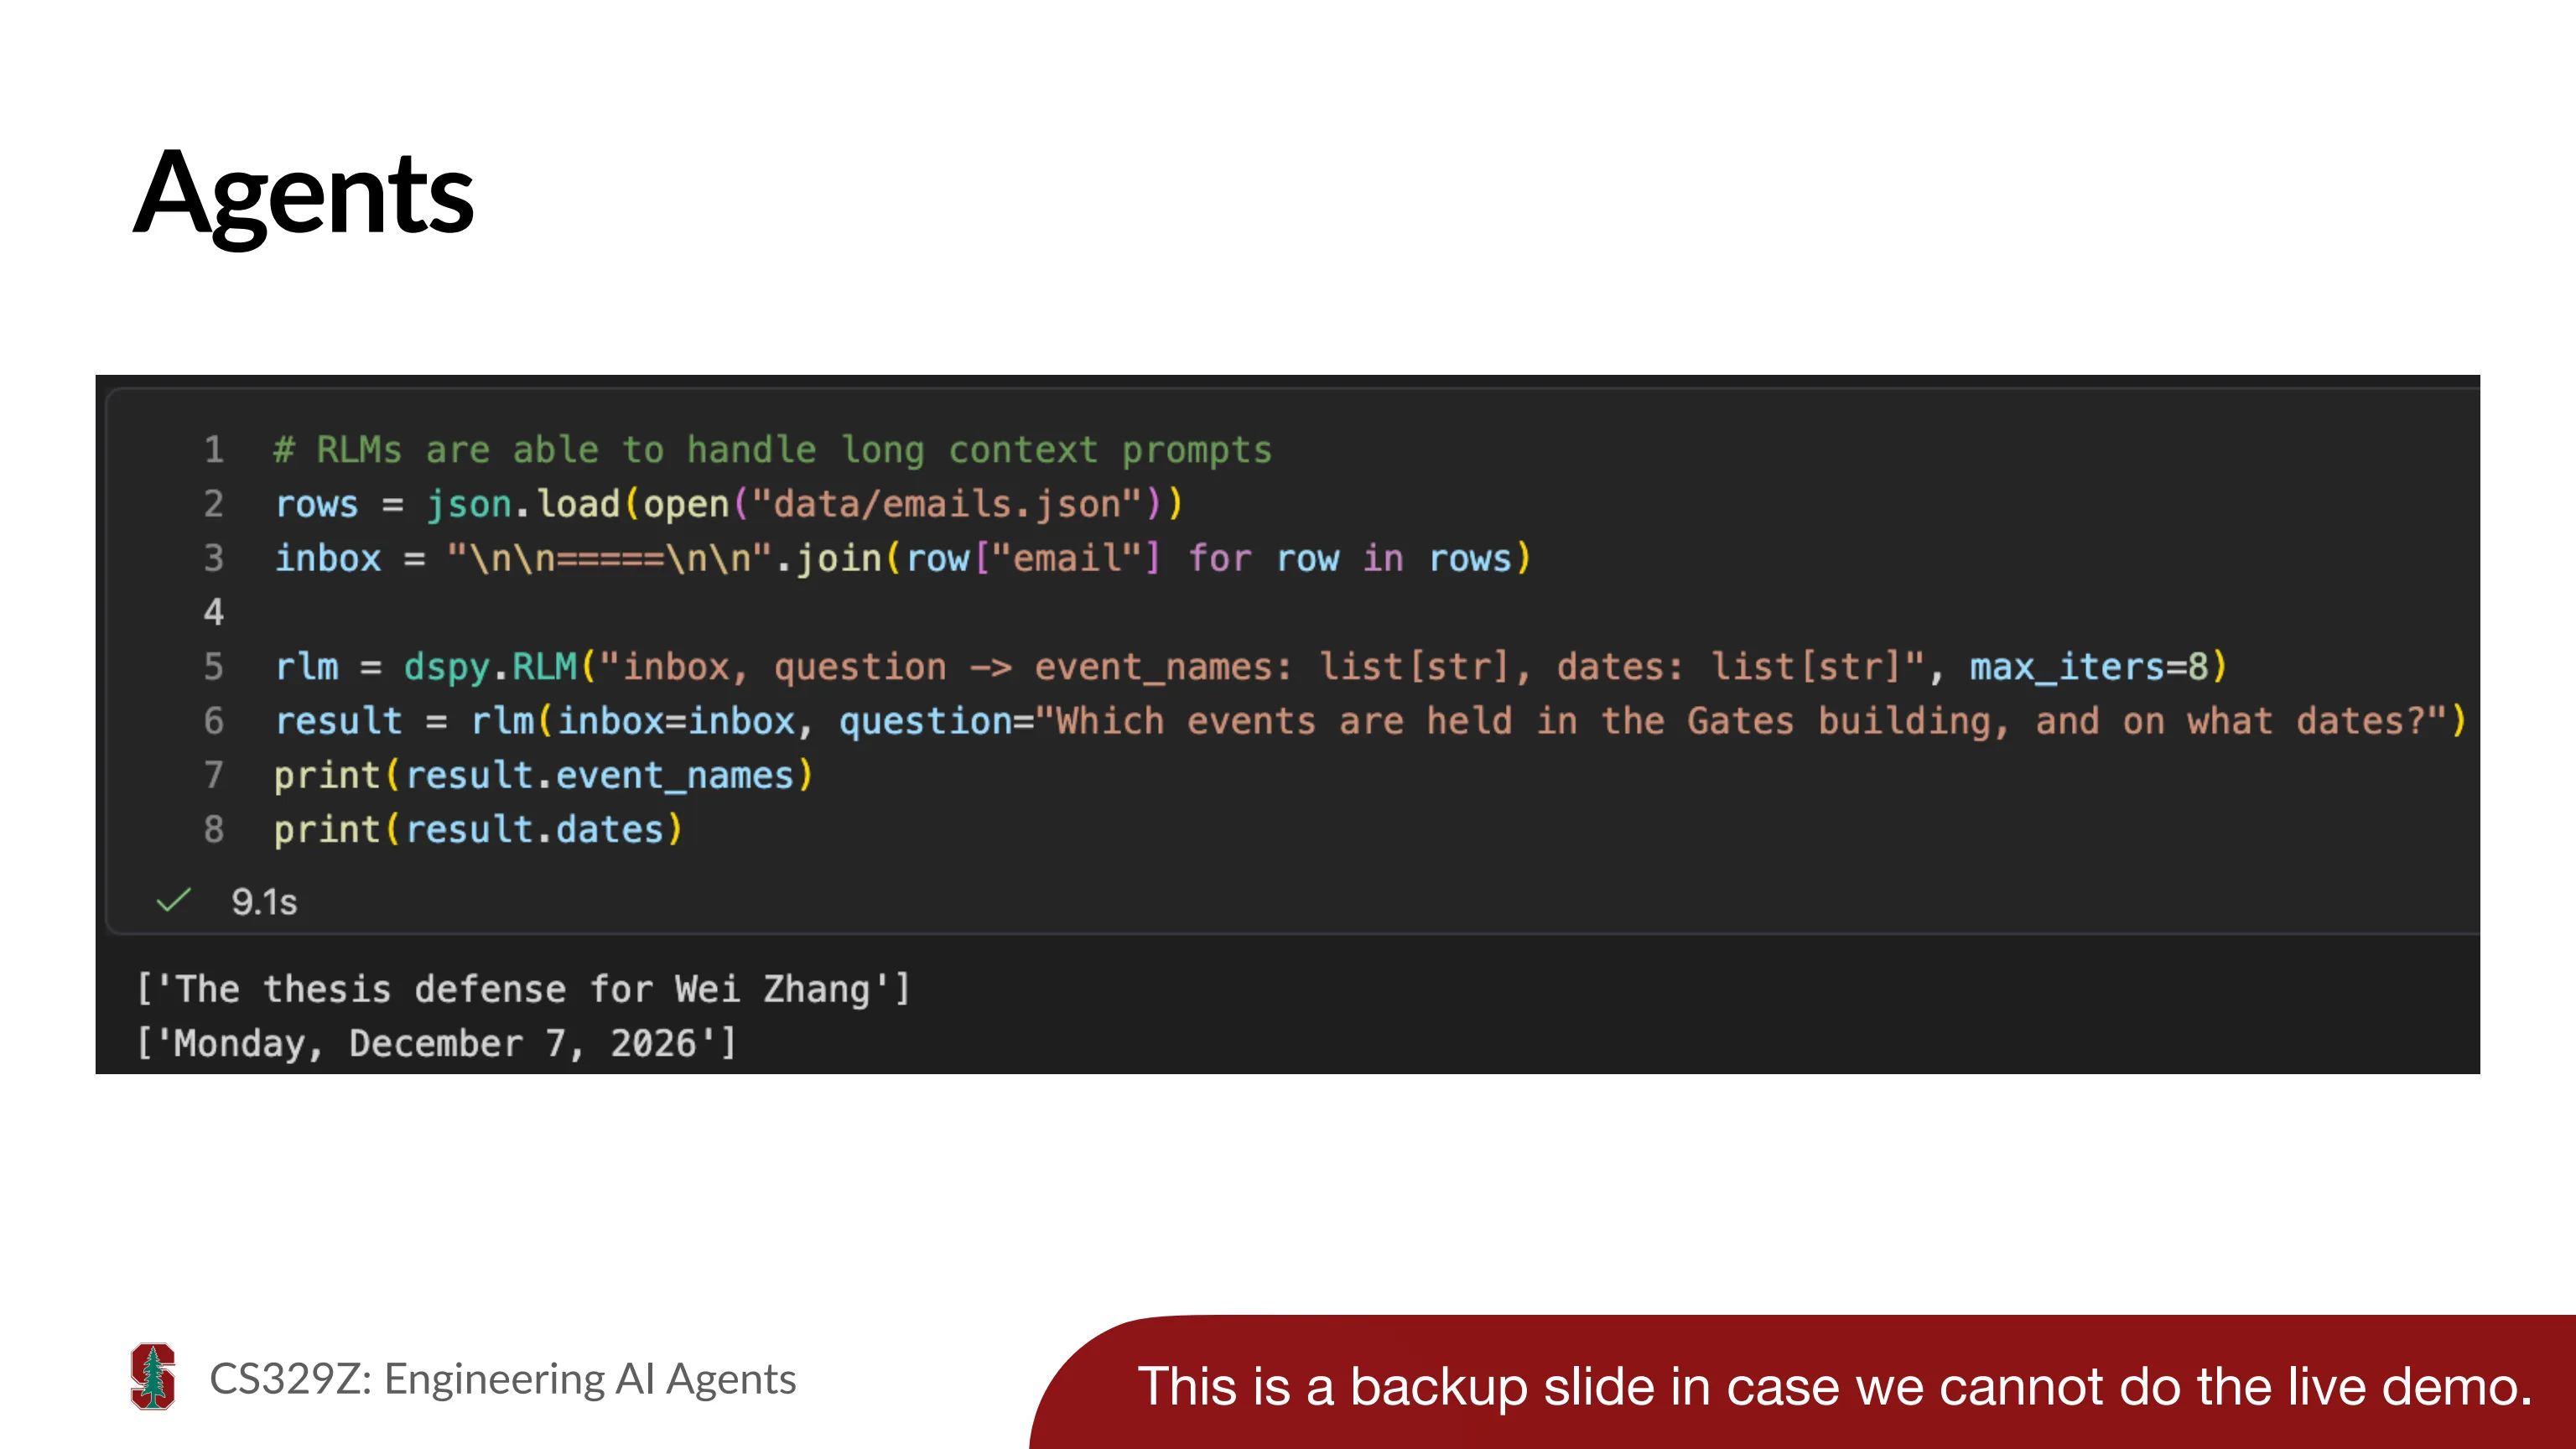 Agents
1 # RLMs are able to handle long context prompts
2 rows = json.load(open("data/emails.json"))
3 inbox = "\n\n=====\n\n".join(row["email"] for row in rows)
4
5 rlm = dspy.RLM("inbox, question –> event_names: list[str], dates: list[str]", max_iters=8)
6 result = rlm(inbox=inbox, question="Which events are held in the Gates building, and on what dates?")
7 print(result.event_names)
8 print(result.dates)
9.1s
['The thesis defense for Wei Zhang']
['Monday, December 7, 2026']
CS329Z: Engineering AI Agents
This is a backup slide in case we cannot do the live demo.